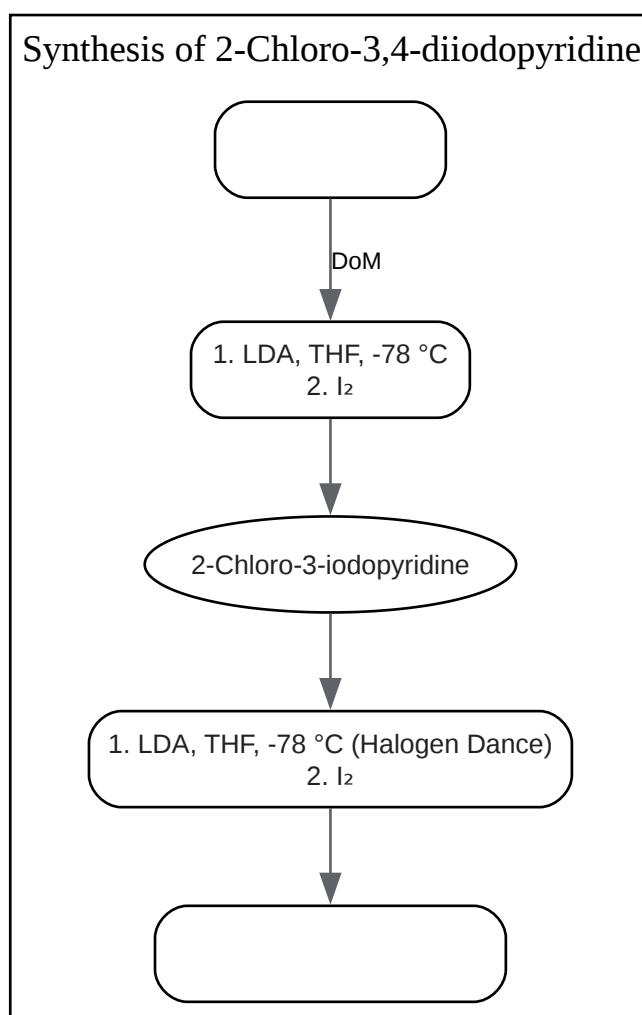 Synthesis of 2-Chloro-3,4-diiodopyridine
DoM
1. LDA, THF, -78 °C
2. I₂
2-Chloro-3-iodopyridine
1. LDA, THF, -78 °C (Halogen Dance)
2. I₂